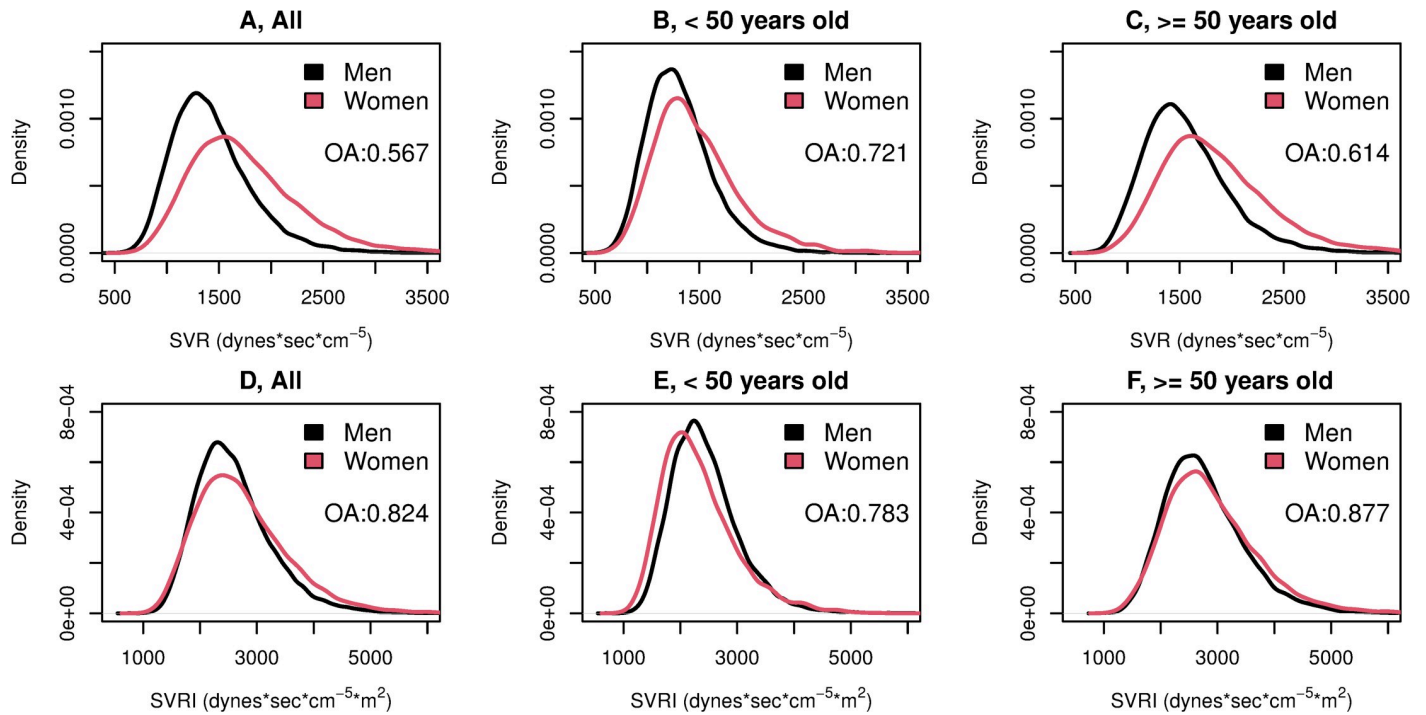 A, All
Density
0.0000
0.0010
Men
Women
OA:0.567
500
1500
2500
3500
SVR (dynes*sec*cm⁻⁵)
B, < 50 years old
Density
0.0000
0.0010
Men
Women
OA:0.721
500
1500
2500
3500
SVR (dynes*sec*cm⁻⁵)
C, >= 50 years old
Density
0.0000
0.0010
Men
Women
OA:0.614
500
1500
2500
3500
SVR (dynes*sec*cm⁻⁵)
D, All
Density
0e+00
4e−04
8e−04
Men
Women
OA:0.824
1000
3000
5000
SVRI (dynes*sec*cm⁻⁵*m²)
E, < 50 years old
Density
0e+00
4e−04
8e−04
Men
Women
OA:0.783
1000
3000
5000
SVRI (dynes*sec*cm⁻⁵*m²)
F, >= 50 years old
Density
0e+00
4e−04
8e−04
Men
Women
OA:0.877
1000
3000
5000
SVRI (dynes*sec*cm⁻⁵*m²)